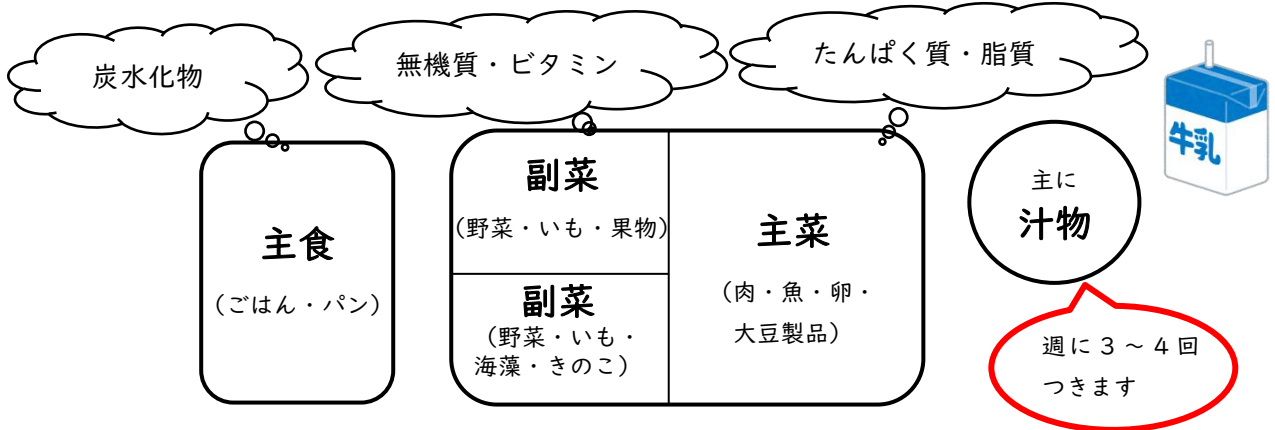 炭水化物
無機質・ビタミン
たんぱく質・脂質
牛乳
主食
(ごはん・パン)
副菜
(野菜・いも・果物)
副菜
(野菜・いも・
海藻・きのこ)
主菜
(肉・魚・卵・
大豆製品)
主に
汁物
週に3~4回
つきます